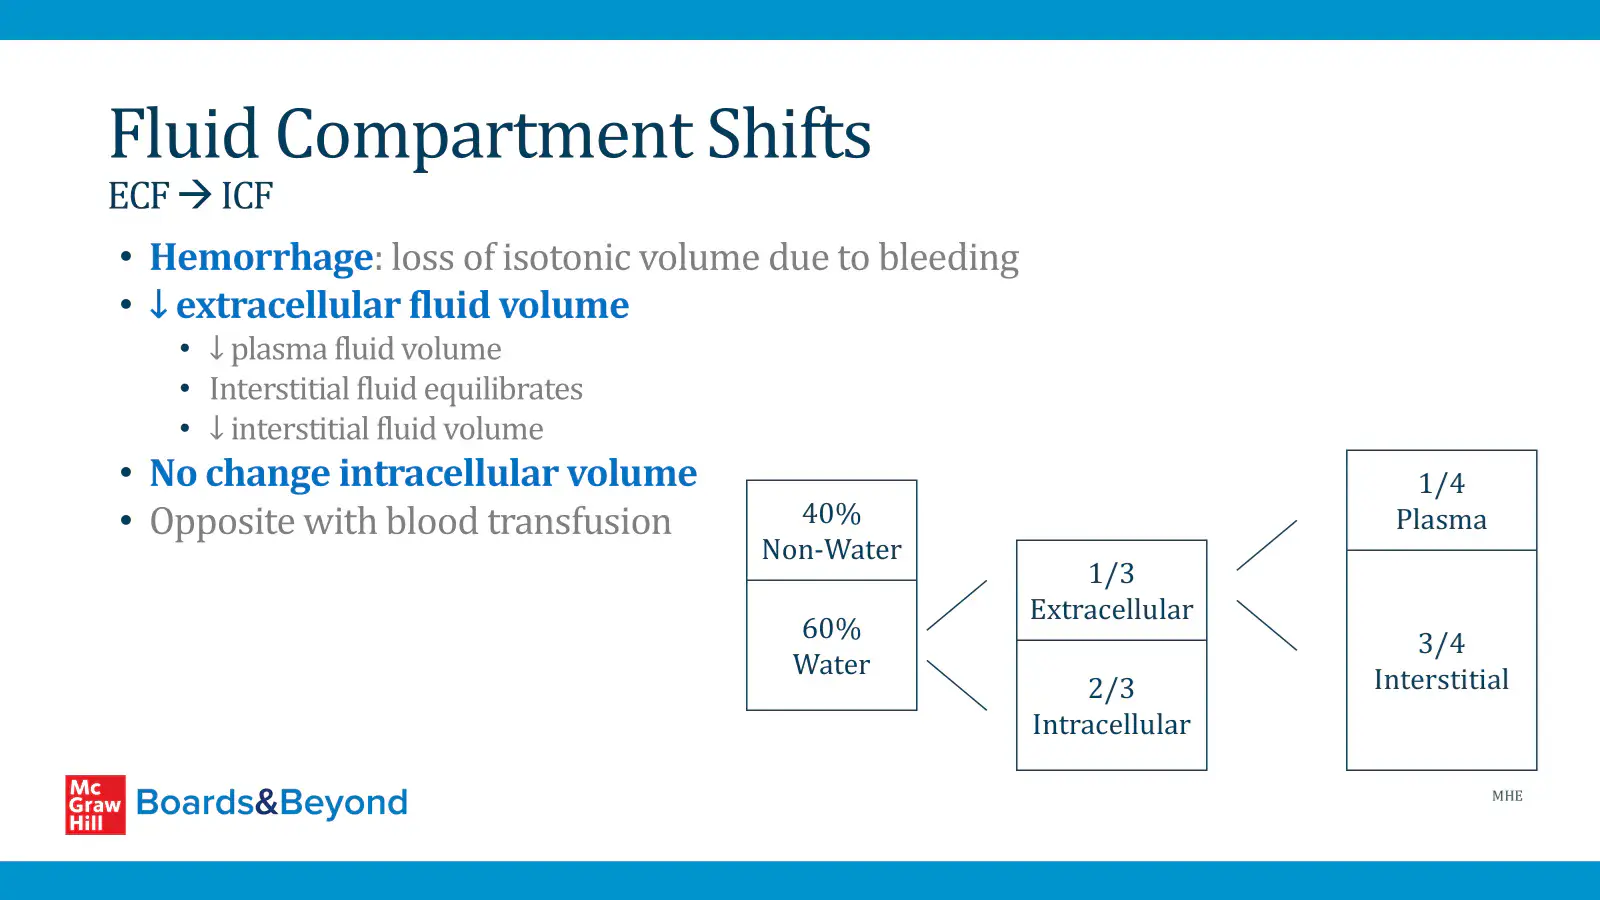 Fluid Compartment Shifts
ECF → ICF
• Hemorrhage: loss of isotonic volume due to bleeding
• ↓ extracellular fluid volume
• ↓ plasma fluid volume
• Interstitial fluid equilibrates
• ↓ interstitial fluid volume
• No change intracellular volume
• Opposite with blood transfusion
40%
Non-Water
60%
Water
1/3
Extracellular
2/3
Intracellular
1/4
Plasma
3/4
Interstitial
Mc
Graw
Hill
Boards&Beyond
MHE